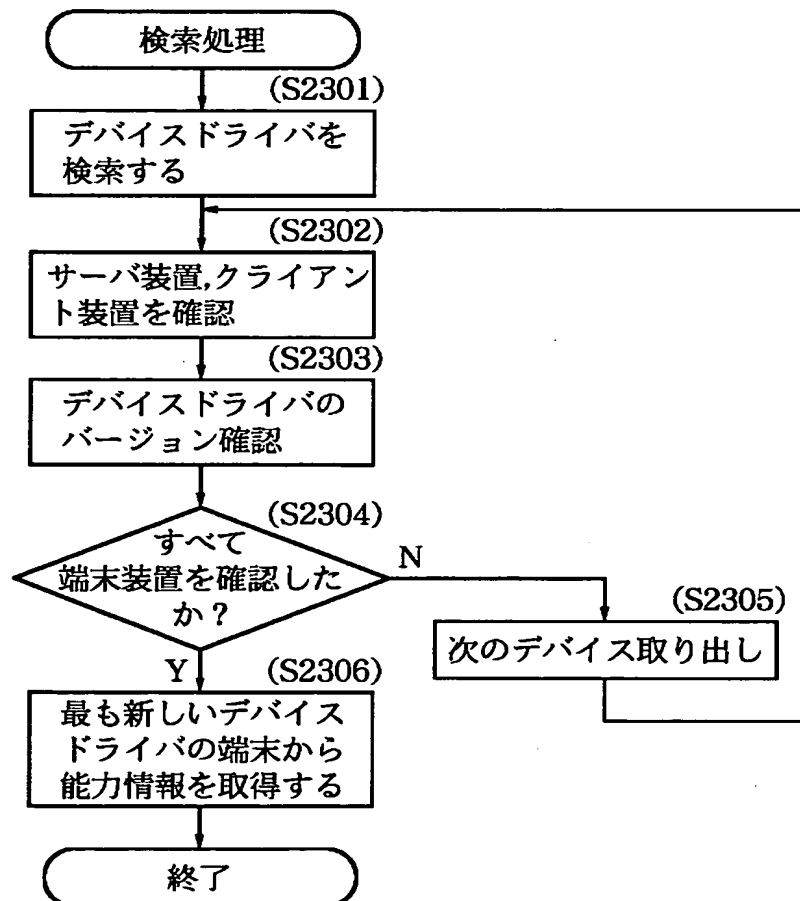 検索処理
(S2301)
デバイスドライバを
検索する
(S2302)
サーバ装置,クライアン
ト装置を確認
(S2303)
デバイスドライバの
バージョン確認
(S2304)
すべて
端末装置を確認した
か?
N
(S2305)
次のデバイス取り出し
Y
(S2306)
最も新しいデバイス
ドライバの端末から
能力情報を取得する
終了